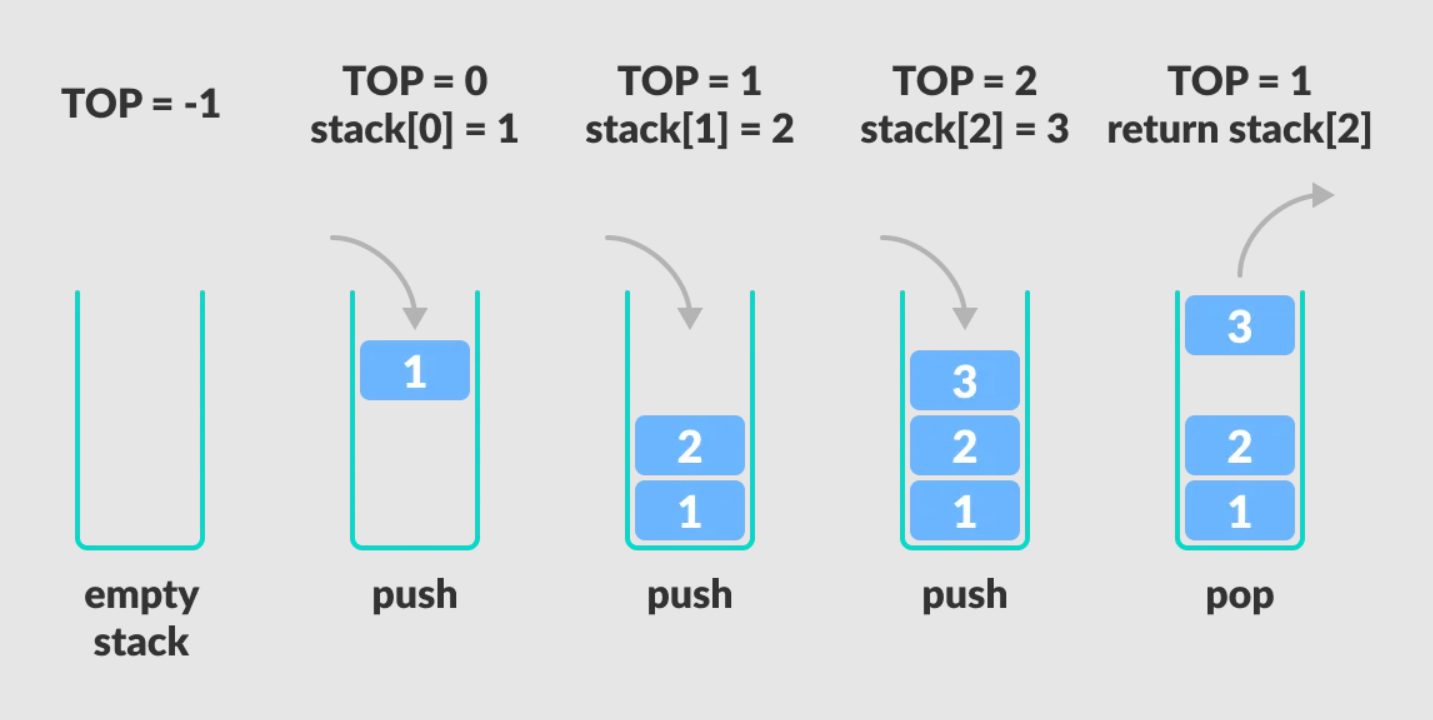 TOP = -1
TOP = 0
stack[0] = 1
TOP = 1
stack[1] = 2
TOP = 2
stack[2] = 3
TOP = 1
return stack[2]
1
2
1
3
2
1
3
2
1
empty
stack
push
push
push
pop